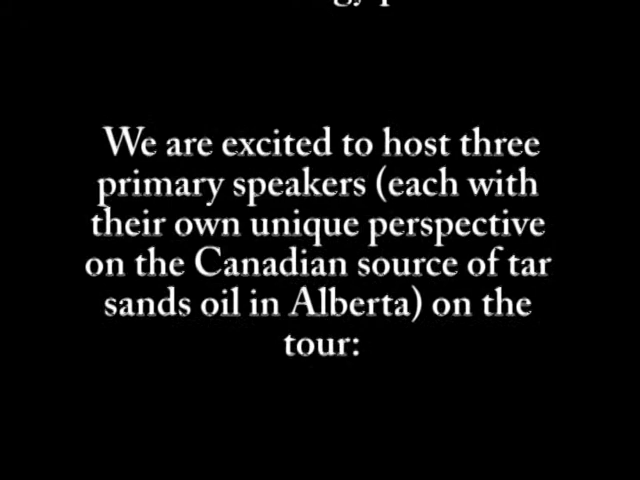 We are excited to host three
primary speakers (each with
their own unique perspective
on the Canadian source of tar
sands oil in Alberta) on the
tour: